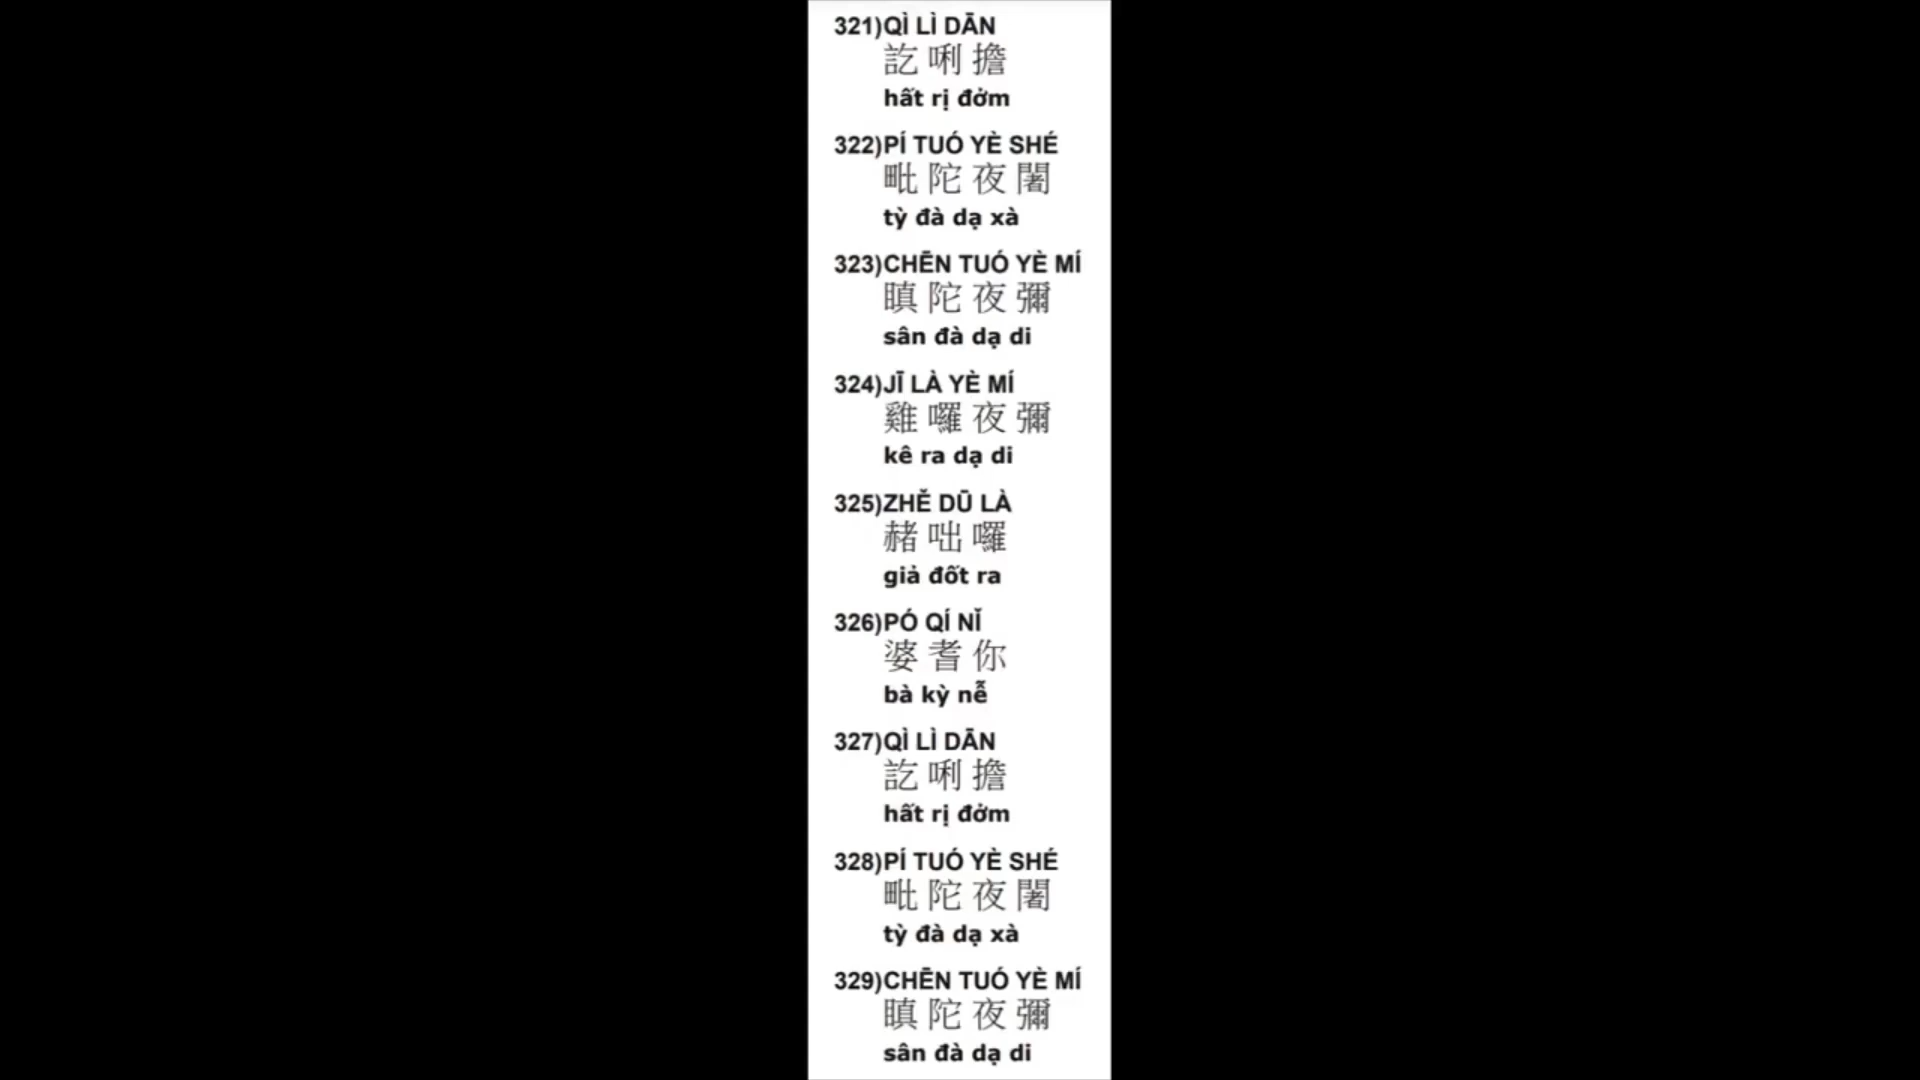 321)QÌ LÌ DĀN
訖 唎 擔
hất rị đởm
322)PÍ TUÓ YÈ SHÉ
毗 陀 夜 闍
tỳ đà dạ xà
323)CHĒN TUÓ YÈ MÍ
瞋 陀 夜 彌
sân đà dạ di
324)JĪ LÀ YÈ MÍ
雞 囉 夜 彌
kê ra dạ di
325)ZHĚ DŪ LÀ
赭 咄 囉
giả đốt ra
326)PÓ QÍ NǏ
婆 耆 你
bà kỳ nễ
327)QÌ LÌ DĀN
訖 唎 擔
hất rị đởm
328)PÍ TUÓ YÈ SHÉ
毗 陀 夜 闍
tỳ đà dạ xà
329)CHĒN TUÓ YÈ MÍ
瞋 陀 夜 彌
sân đà dạ di